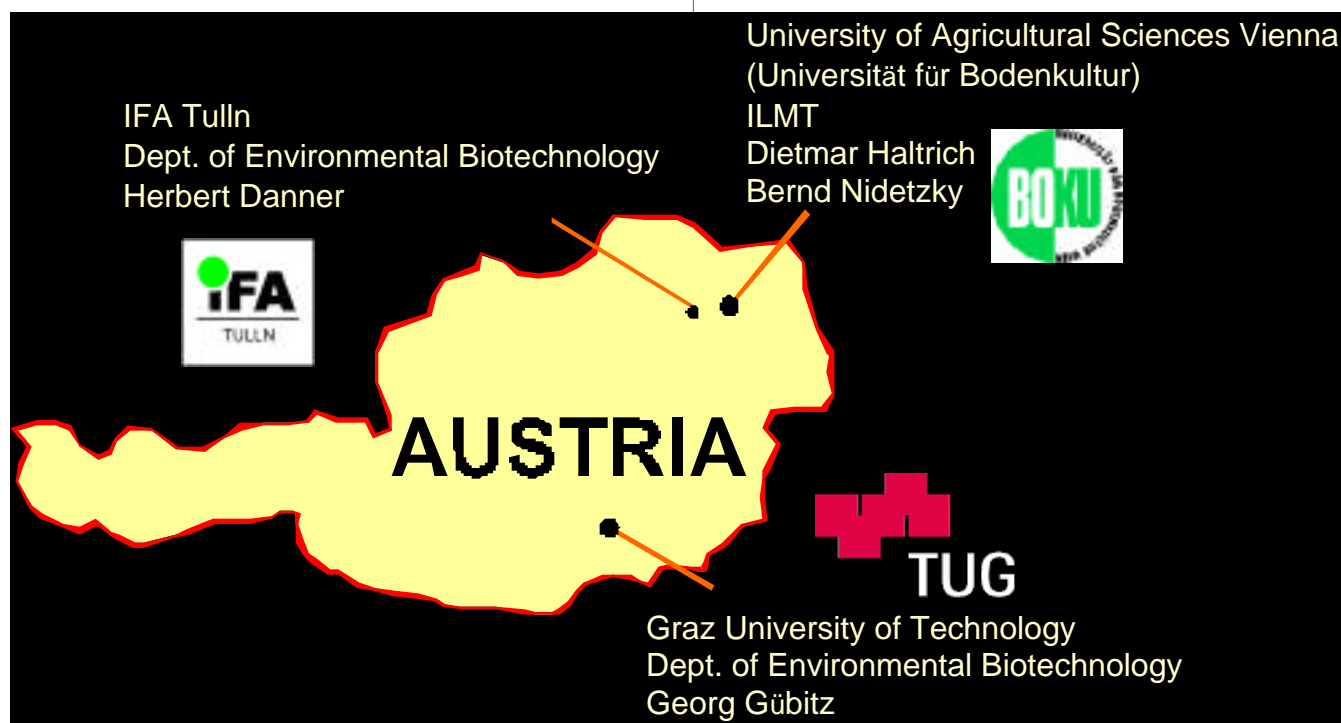 University of Agricultural Sciences Vienna
(Universität für Bodenkultur)
ILMT
Dietmar Haltrich
Bernd Nidetzky
BOKU
IFA Tulln
Dept. of Environmental Biotechnology
Herbert Danner
iFA
TULLN
AUSTRIA
TUG
Graz University of Technology
Dept. of Environmental Biotechnology
Georg Gübitz